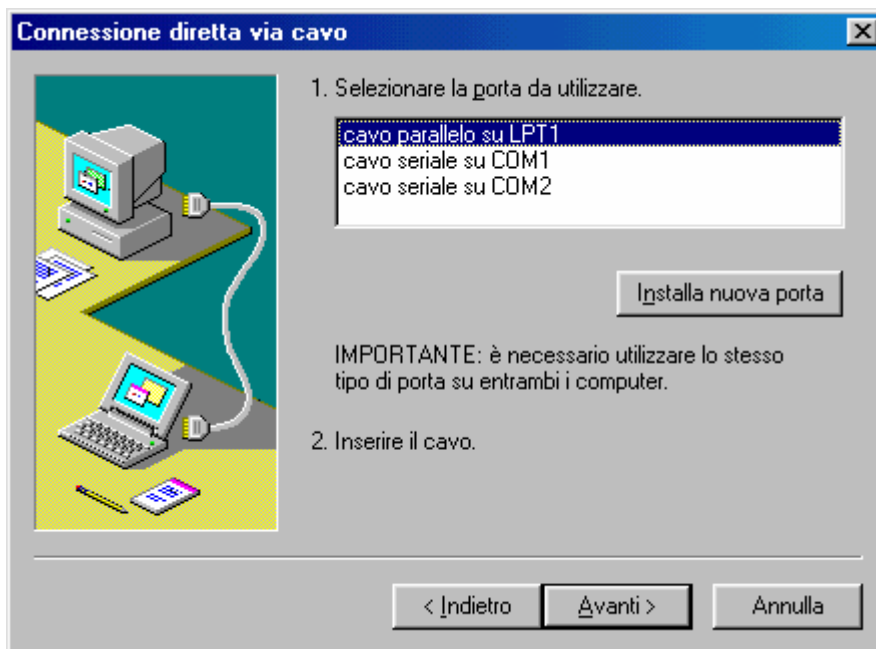 Connessione diretta via cavo
1. Selezionare la porta da utilizzare.
cavo parallelo su LPT1
cavo seriale su COM1
cavo seriale su COM2
Installa nuova porta
IMPORTANTE: è necessario utilizzare lo stesso
tipo di porta su entrambi i computer.
2. Inserire il cavo.
< Indietro
Avanti >
Annulla